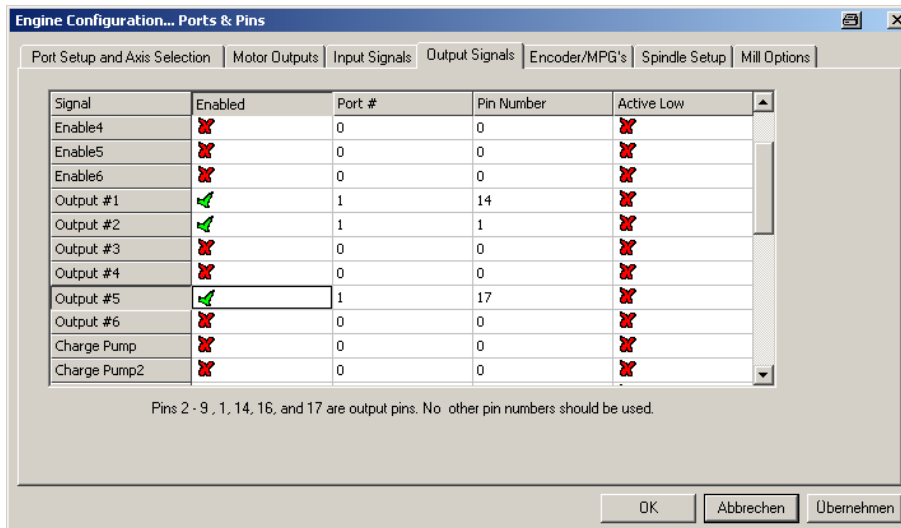 Engine Configuration... Ports & Pins
Port Setup and Axis Selection Motor Outputs Input Signals Output Signals Encoder/MPG's Spindle Setup Mill Options
Signal Enabled Port # Pin Number Active Low
Enable4 0 0
Enable5 0 0
Enable6 0 0
Output #1 1 14
Output #2 1 1
Output #3 0 0
Output #4 0 0
Output #5 1 17
Output #6 0 0
Charge Pump 0 0
Charge Pump2 0 0
Pins 2 - 9 , 1, 14, 16, and 17 are output pins. No other pin numbers should be used.
OK Abbrechen Übernehmen